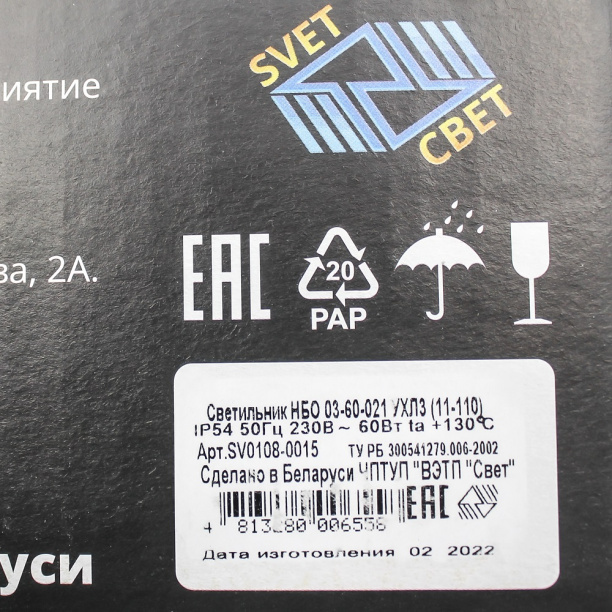 SVET
СВЕТ
иятие
ва, 2А.
EAC
20
PAP
Светильник НБО 03-60-021 УХЛ3 (11-110)
IP54 50Гц 230В ~ 60Вт ta +130°С
Арт.SV0108-0015 ТУ РБ 300541279.006-2002
Сделано в Беларуси ЧПТУП "ВЭТП "Свет"
EAC
Дата изготовления 02 2022
уси